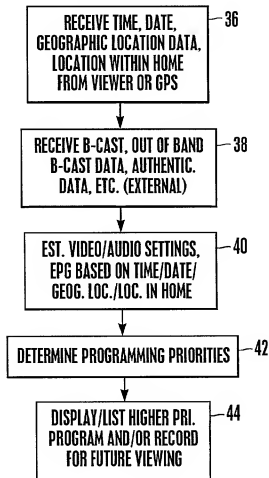 RECEIVE TIME, DATE,
GEOGRAPHIC LOCATION DATA,
LOCATION WITHIN HOME
FROM VIEWER OR GPS
36
RECEIVE B-CAST, OUT OF BAND
B-CAST DATA, AUTHENTIC.
DATA, ETC. (EXTERNAL)
38
EST. VIDEO/AUDIO SETTINGS,
EPG BASED ON TIME/DATE/
GEOG. LOC./LOC. IN HOME
40
DETERMINE PROGRAMMING PRIORITIES
42
DISPLAY/LIST HIGHER PRI.
PROGRAM AND/OR RECORD
FOR FUTURE VIEWING
44